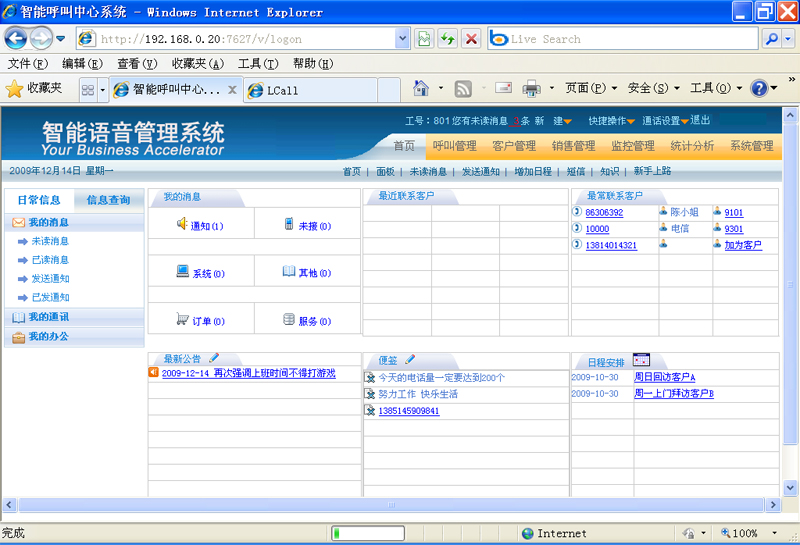 智能呼叫中心系统 - Windows Internet Explorer
http://192.168.0.20:7627/v/logon
Live Search
文件(F) 编辑(E) 查看(V) 收藏夹(A) 工具(T) 帮助(H)
收藏夹 智能呼叫中心... X LCall 页面(P) 安全(S) 工具(O) »
智能语音管理系统
Your Business Accelerator
工号：801 您有未读消息 条 新 建 快捷操作 通话设置 退出
首页 呼叫管理 客户管理 销售管理 监控管理 统计分析 系统管理
2009年12月14日 星期一
首页 | 面板 | 未读消息 | 发送通知 | 增加日程 | 短信 | 知识 | 新手上路
日常信息 信息查询
我的消息
未读消息
已读消息
发送通知
已发通知
我的通讯
我的办公
我的消息
通知(1) 未接(0)
系统(0) 其他(0)
订单(0) 服务(0)
最近联系客户
最常联系客户
86306392 陈小姐 9101
10000 电信 9301
13814014321 加为客户
最新公告
2009-12-14 再次强调上班时间不得打游戏
便签
今天的电话量一定要达到200个
努力工作 快乐生活
1385145909841
日程安排
2009-10-30 周日回访客户A
2009-10-30 周一上门拜访客户B
完成 Internet 100%